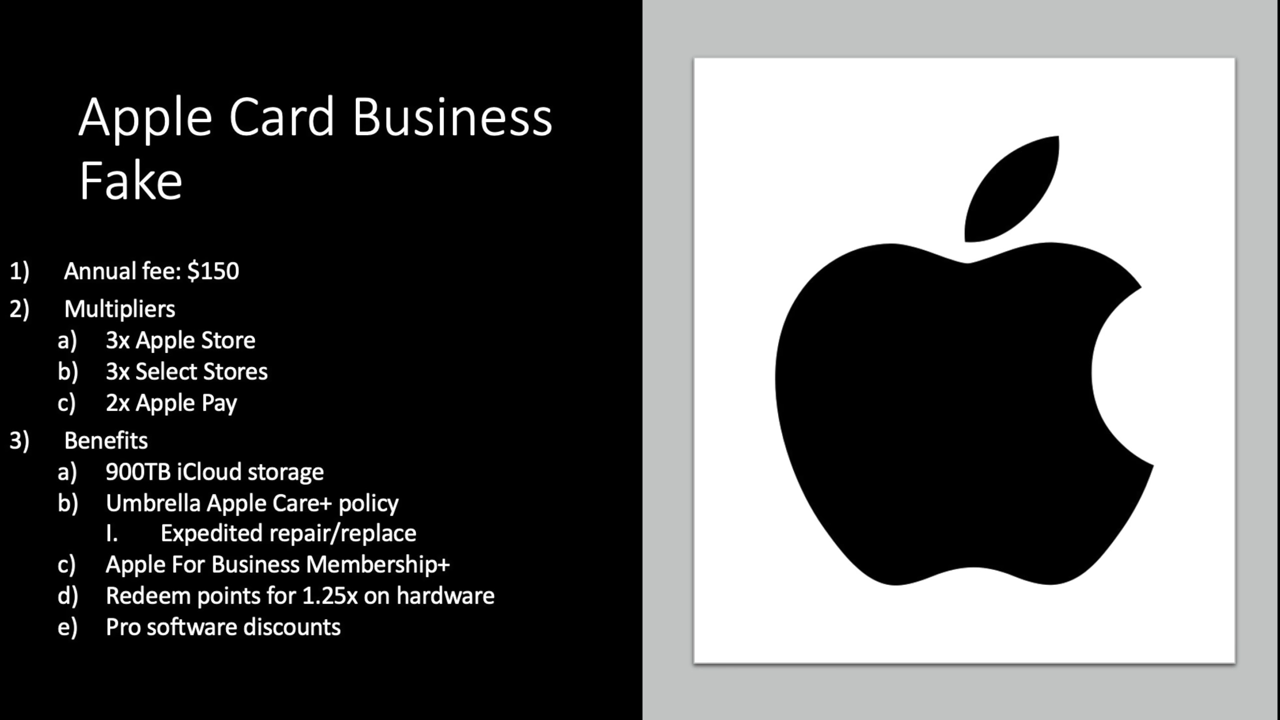 Apple Card Business
Fake
1) Annual fee: $150
2) Multipliers
a) 3x Apple Store
b) 3x Select Stores
c) 2x Apple Pay
3) Benefits
a) 900TB iCloud storage
b) Umbrella Apple Care+ policy
I. Expedited repair/replace
c) Apple For Business Membership+
d) Redeem points for 1.25x on hardware
e) Pro software discounts